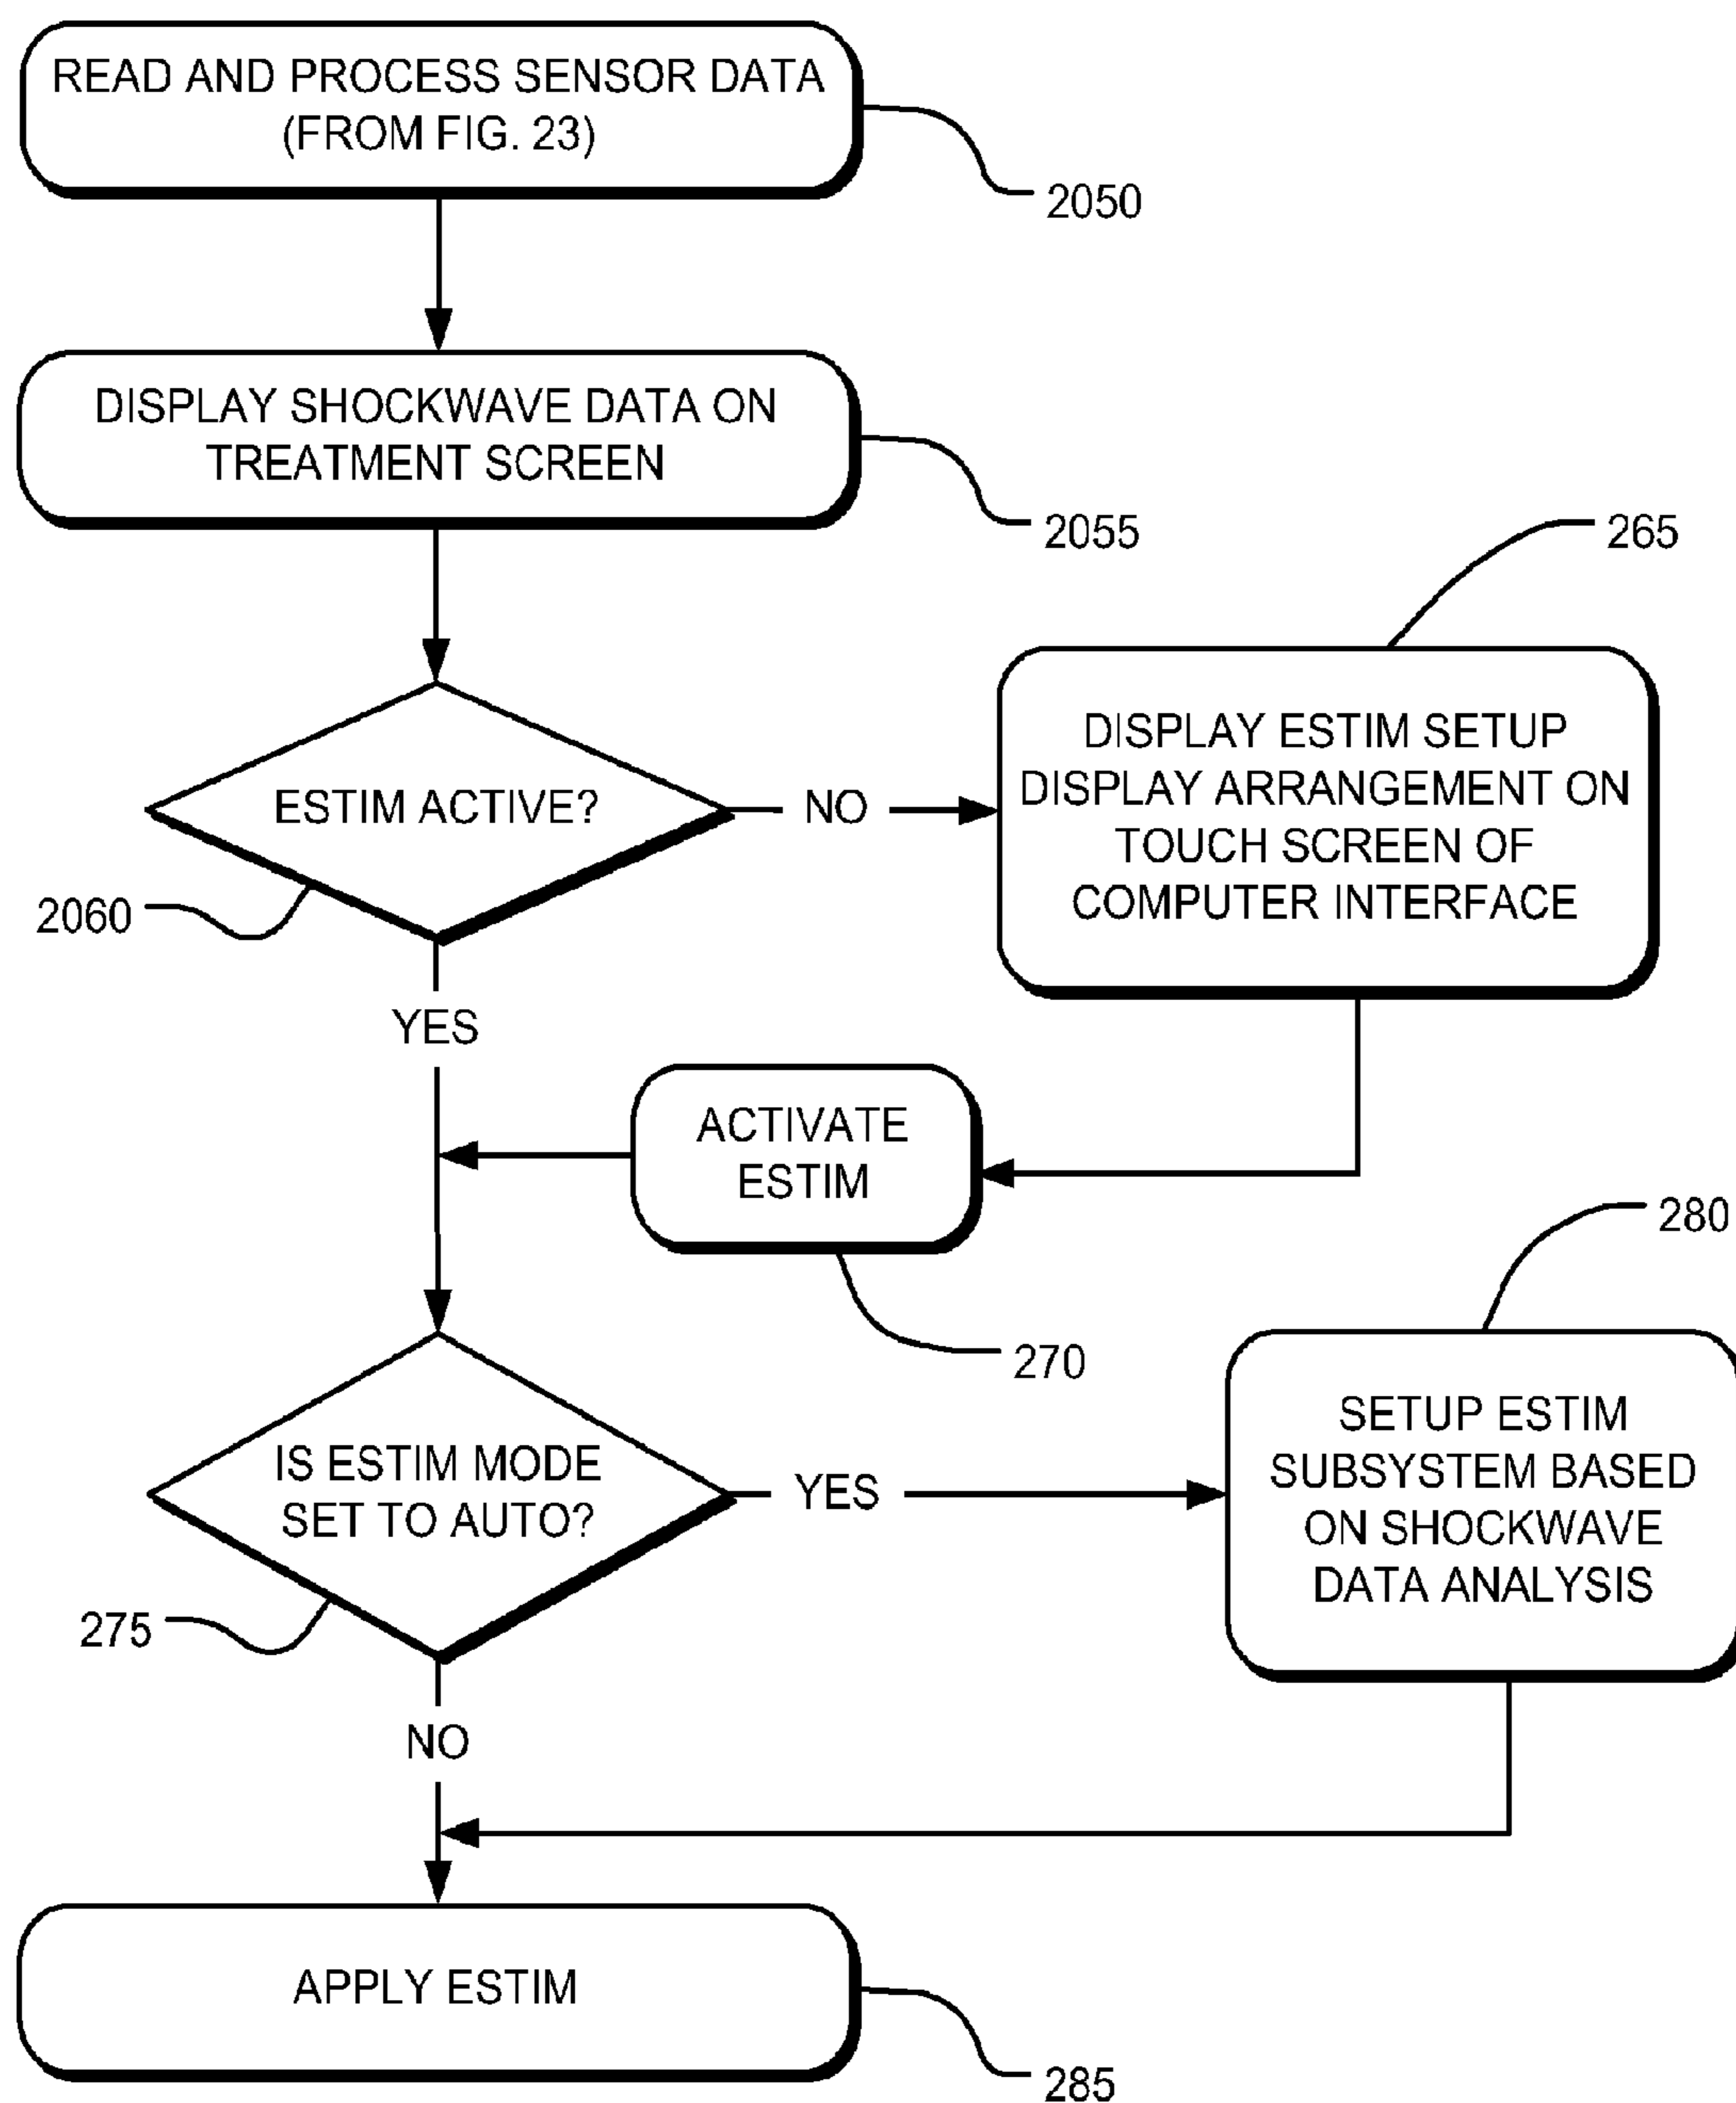 READ AND PROCESS SENSOR DATA
(FROM FIG. 23)
2050
DISPLAY SHOCKWAVE DATA ON
TREATMENT SCREEN
2055
265
DISPLAY ESTIM SETUP
DISPLAY ARRANGEMENT ON
TOUCH SCREEN OF
COMPUTER INTERFACE
ESTIM ACTIVE?
NO
2060
YES
ACTIVATE
ESTIM
270
280
IS ESTIM MODE
SET TO AUTO?
YES
SETUP ESTIM
SUBSYSTEM BASED
ON SHOCKWAVE
DATA ANALYSIS
275
NO
APPLY ESTIM
285